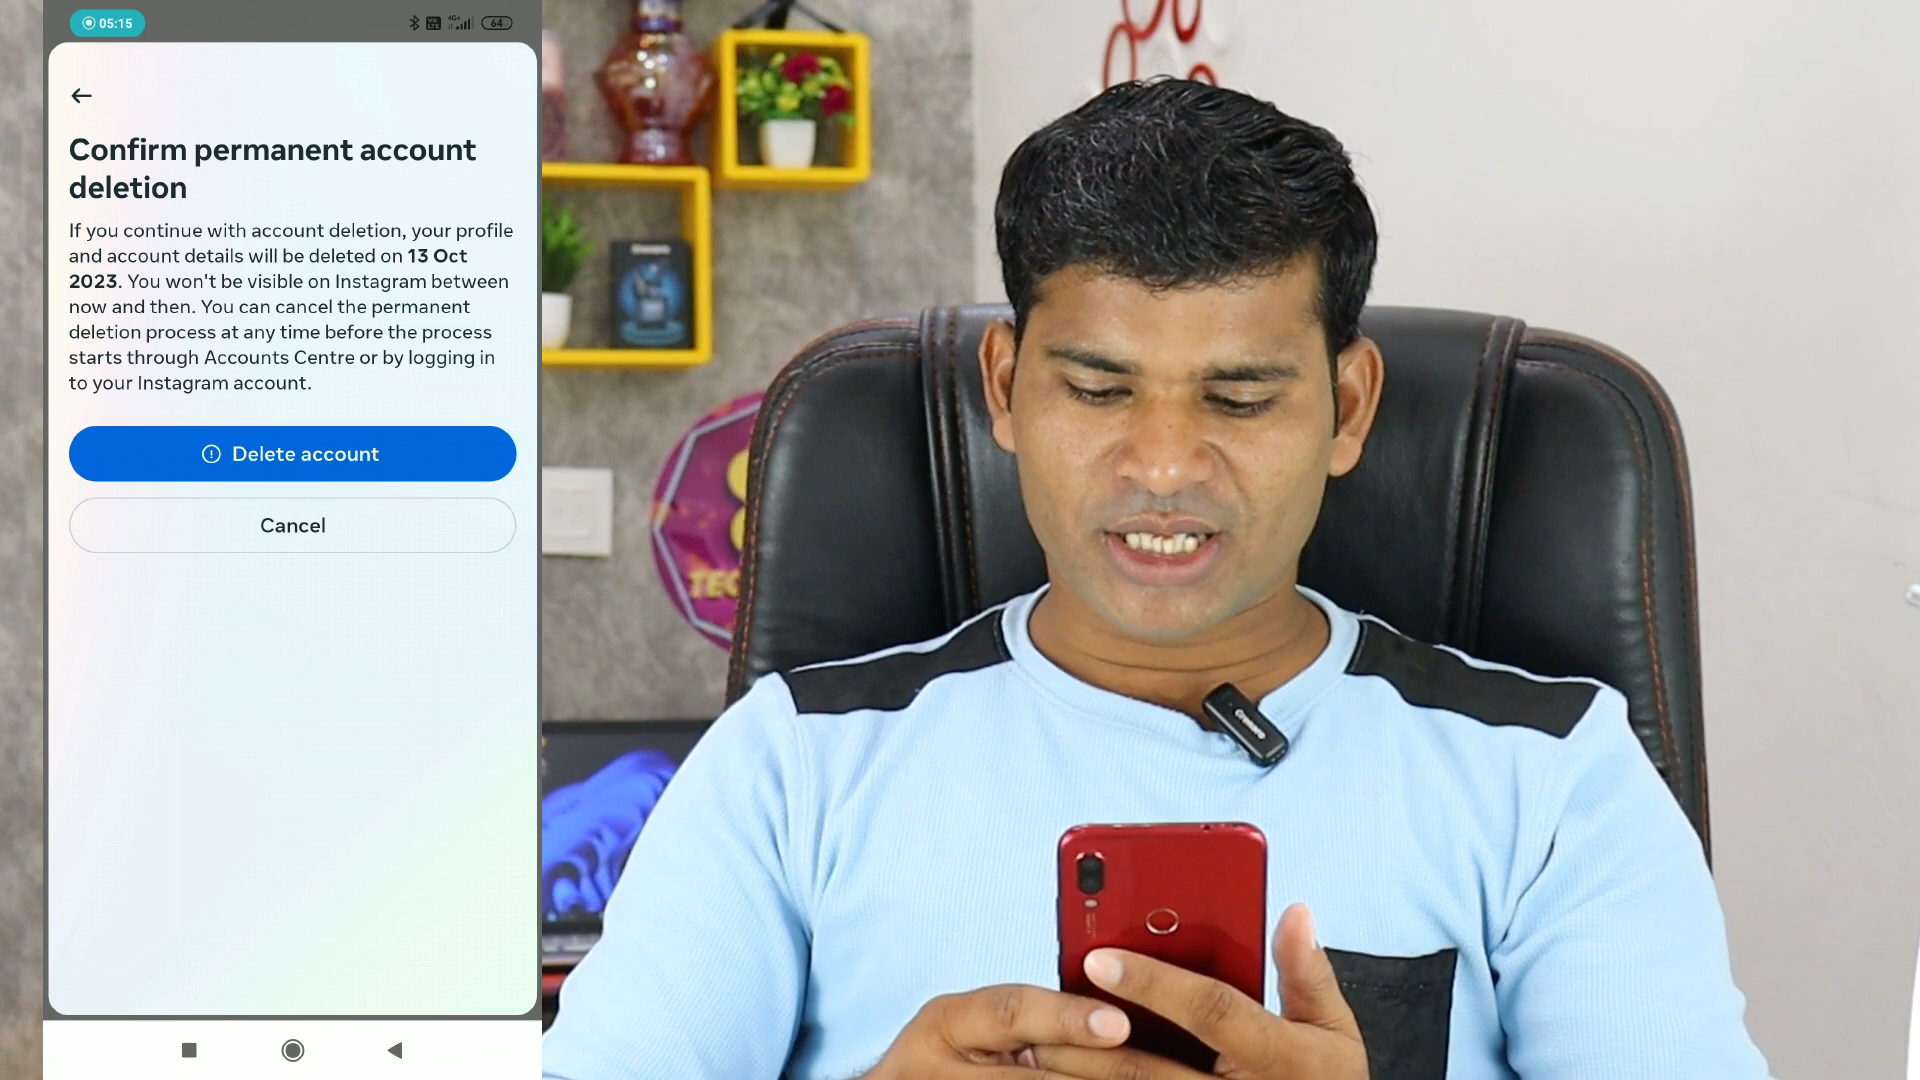 05:15
4G+
64
Confirm permanent account
deletion
If you continue with account deletion, your profile
and account details will be deleted on 13 Oct
2023. You won't be visible on Instagram between
now and then. You can cancel the permanent
deletion process at any time before the process
starts through Accounts Centre or by logging in
to your Instagram account.
Delete account
Cancel
TEC